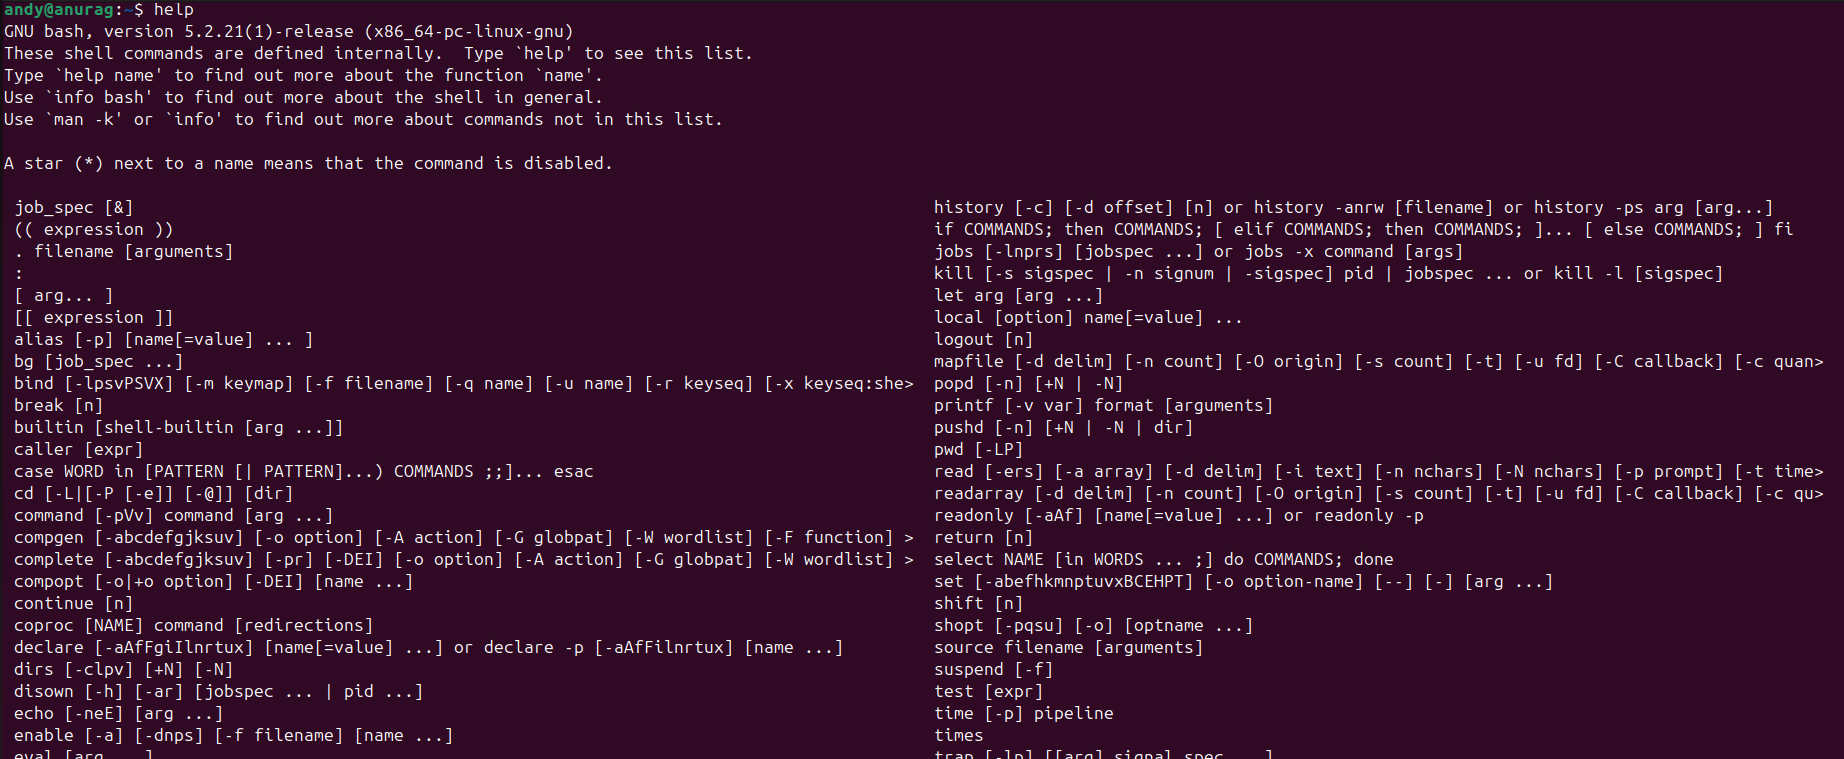 andy@anurag:~$ help
GNU bash, version 5.2.21(1)-release (x86_64-pc-linux-gnu)
These shell commands are defined internally.  Type `help' to see this list.
Type `help name' to find out more about the function `name'.
Use `info bash' to find out more about the shell in general.
Use `man -k' or `info' to find out more about commands not in this list.
A star (*) next to a name means that the command is disabled.
job_spec [&]
(( expression ))
. filename [arguments]
:
[ arg... ]
[[ expression ]]
alias [-p] [name[=value] ... ]
bg [job_spec ...]
bind [-lpsvPSVX] [-m keymap] [-f filename] [-q name] [-u name] [-r keyseq] [-x keyseq:she>
break [n]
builtin [shell-builtin [arg ...]]
caller [expr]
case WORD in [PATTERN [| PATTERN]...) COMMANDS ;;]... esac
cd [-L|[-P [-e]] [-@]] [dir]
command [-pVv] command [arg ...]
compgen [-abcdefgjksuv] [-o option] [-A action] [-G globpat] [-W wordlist] [-F function] >
complete [-abcdefgjksuv] [-pr] [-DEI] [-o option] [-A action] [-G globpat] [-W wordlist] >
compopt [-o|+o option] [-DEI] [name ...]
continue [n]
coproc [NAME] command [redirections]
declare [-aAfFgiIlnrtux] [name[=value] ...] or declare -p [-aAfFilnrtux] [name ...]
dirs [-clpv] [+N] [-N]
disown [-h] [-ar] [jobspec ... | pid ...]
echo [-neE] [arg ...]
enable [-a] [-dnps] [-f filename] [name ...]
eval [arg ...]
history [-c] [-d offset] [n] or history -anrw [filename] or history -ps arg [arg...]
if COMMANDS; then COMMANDS; [ elif COMMANDS; then COMMANDS; ]... [ else COMMANDS; ] fi
jobs [-lnprs] [jobspec ...] or jobs -x command [args]
kill [-s sigspec | -n signum | -sigspec] pid | jobspec ... or kill -l [sigspec]
let arg [arg ...]
local [option] name[=value] ...
logout [n]
mapfile [-d delim] [-n count] [-O origin] [-s count] [-t] [-u fd] [-C callback] [-c quan>
popd [-n] [+N | -N]
printf [-v var] format [arguments]
pushd [-n] [+N | -N | dir]
pwd [-LP]
read [-ers] [-a array] [-d delim] [-i text] [-n nchars] [-N nchars] [-p prompt] [-t time>
readarray [-d delim] [-n count] [-O origin] [-s count] [-t] [-u fd] [-C callback] [-c qu>
readonly [-aAf] [name[=value] ...] or readonly -p
return [n]
select NAME [in WORDS ... ;] do COMMANDS; done
set [-abefhkmnptuvxBCEHPT] [-o option-name] [--] [-] [arg ...]
shift [n]
shopt [-pqsu] [-o] [optname ...]
source filename [arguments]
suspend [-f]
test [expr]
time [-p] pipeline
times
trap [-lp] [[arg] signal_spec ...]